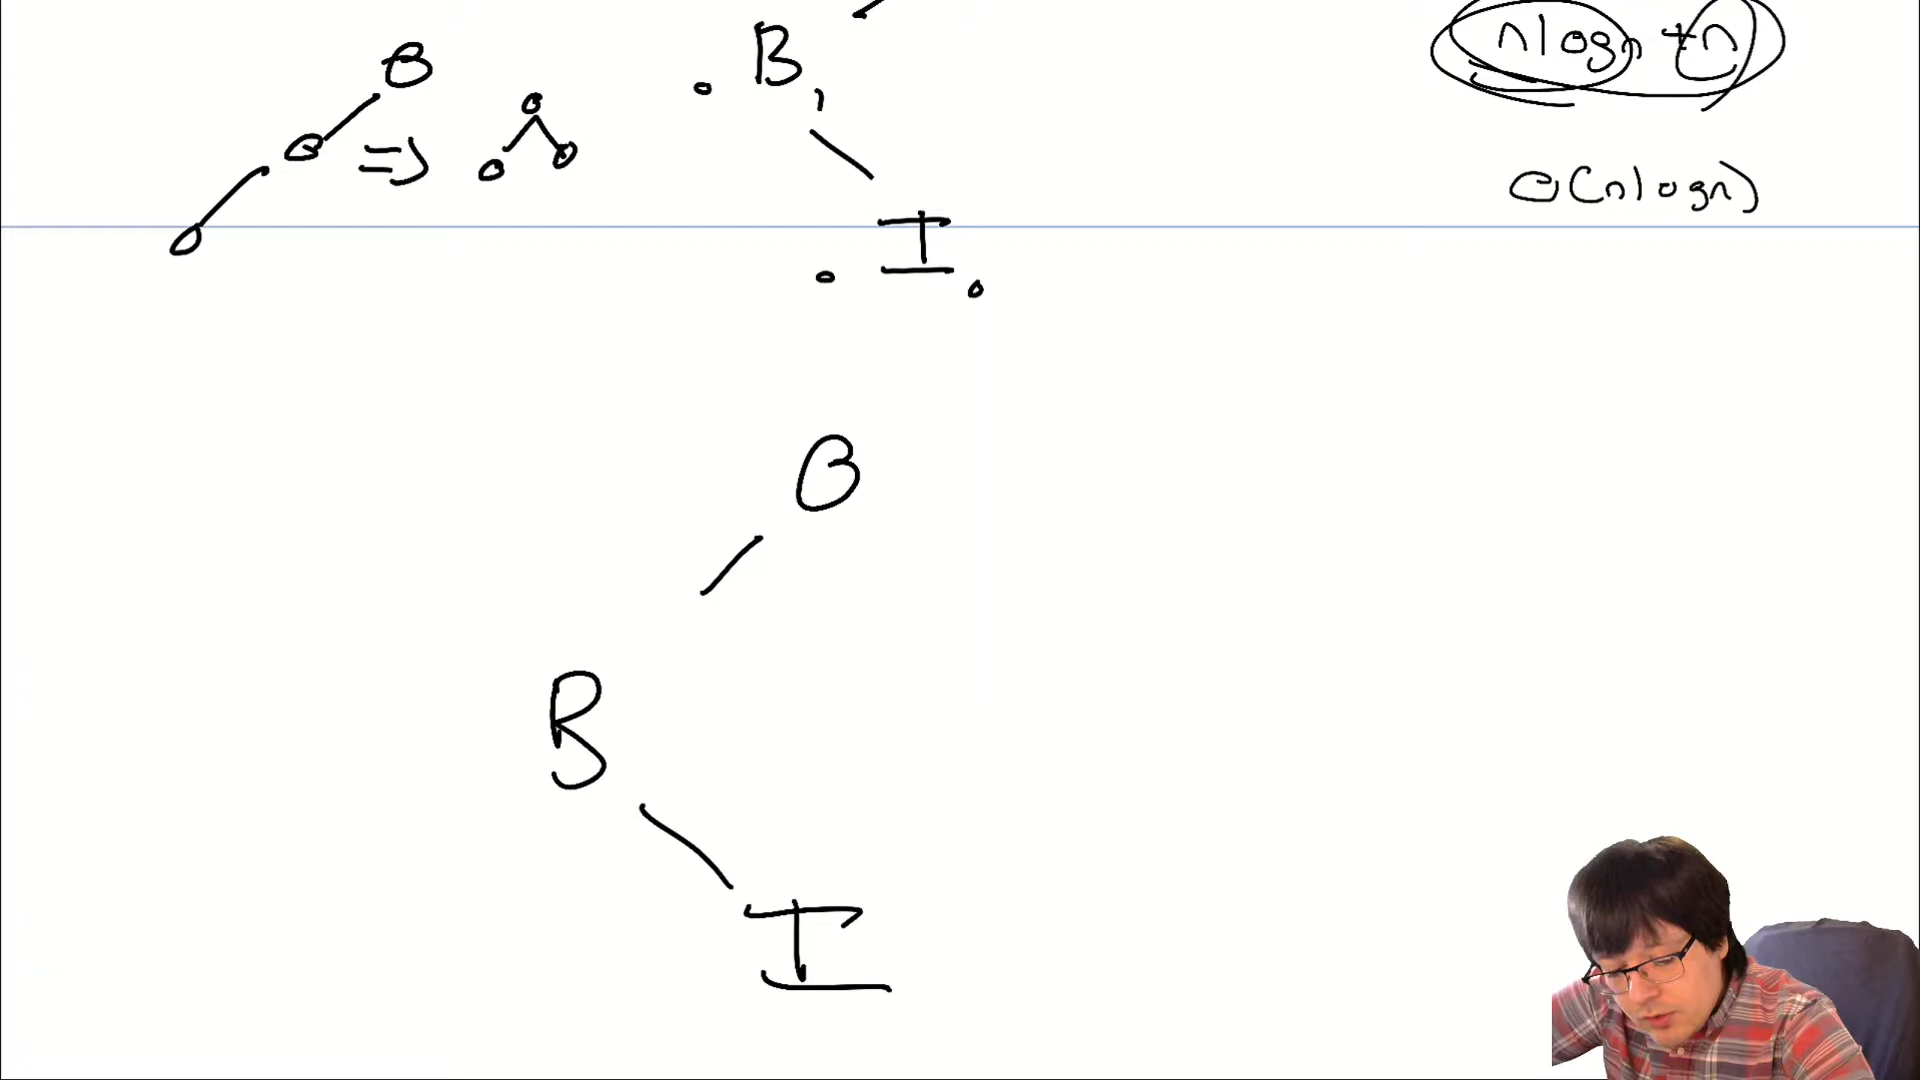 nlogn + n
B,
=>
Θ(nlogn)
I
B
I